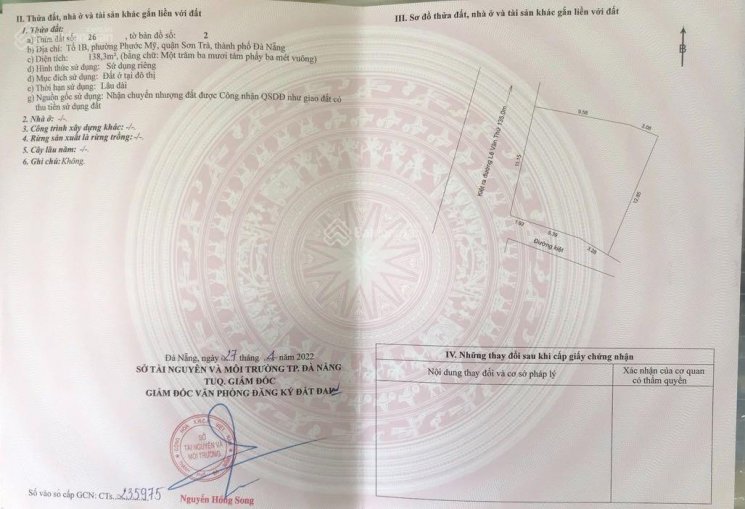 II. Thửa đất, nhà ở và tài sản khác gắn liền với đất
1. Thửa đất:
a) Thửa đất số: 26, tờ bản đồ số: 2
b) Địa chỉ: Tổ 1B, phường Phước Mỹ, quận Sơn Trà, thành phố Đà Nẵng
c) Diện tích: 138,3m², (bằng chữ: Một trăm ba mươi tám phẩy ba mét vuông)
d) Hình thức sử dụng: Sử dụng riêng
đ) Mục đích sử dụng: Đất ở tại đô thị
e) Thời hạn sử dụng: Lâu dài
g) Nguồn gốc sử dụng: Nhận chuyển nhượng đất được Công nhận QSDĐ như giao đất có
thu tiền sử dụng đất
2. Nhà ở: -/-.
3. Công trình xây dựng khác: -/-.
4. Rừng sản xuất là rừng trồng: -/-.
5. Cây lâu năm: -/-.
6. Ghi chú: Không.
Đà Nẵng, ngày 27 tháng 4 năm 2022
SỞ TÀI NGUYÊN VÀ MÔI TRƯỜNG TP. ĐÀ NẴNG
TUQ. GIÁM ĐỐC
GIÁM ĐỐC VĂN PHÒNG ĐĂNG KÝ ĐẤT ĐAI
SỞ
TÀI NGUYÊN VÀ
MÔI TRƯỜNG
Nguyễn Hồng Song
Số vào sổ cấp GCN: CTs 235975
III. Sơ đồ thửa đất, nhà ở và tài sản khác gắn liền với đất
B
Kiệt ra đường Lê Văn Thứ 135.0m
9.58
3.08
11.15
12.85
1.93
5.39
3.28
Đường kiệt
IV. Những thay đổi sau khi cấp giấy chứng nhận
Nội dung thay đổi và cơ sở pháp lý
Xác nhận của cơ quan
có thẩm quyền